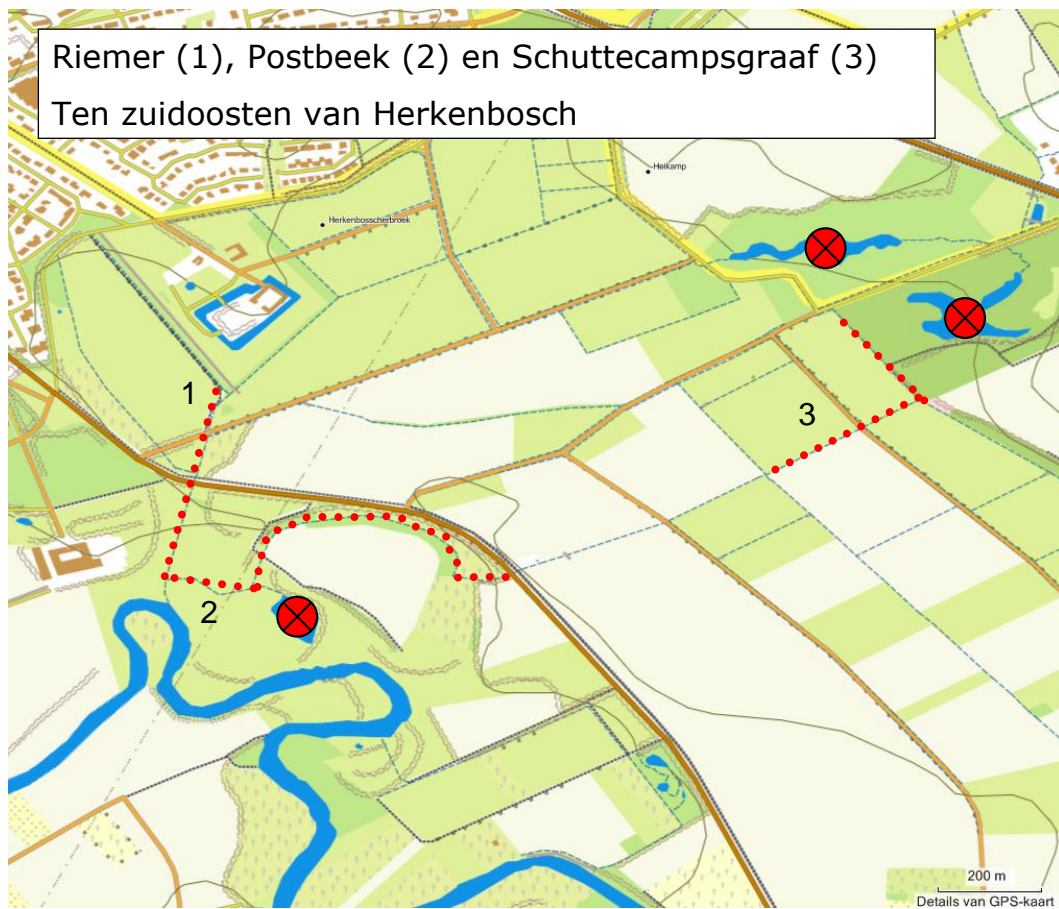 Riemer (1), Postbeek (2) en Schuttecampsgraaf (3)
Ten zuidoosten van Herkenbosch
Heikamp
Herkenbosscherbroek
1
3
2
200 m
Details van GPS-kaart